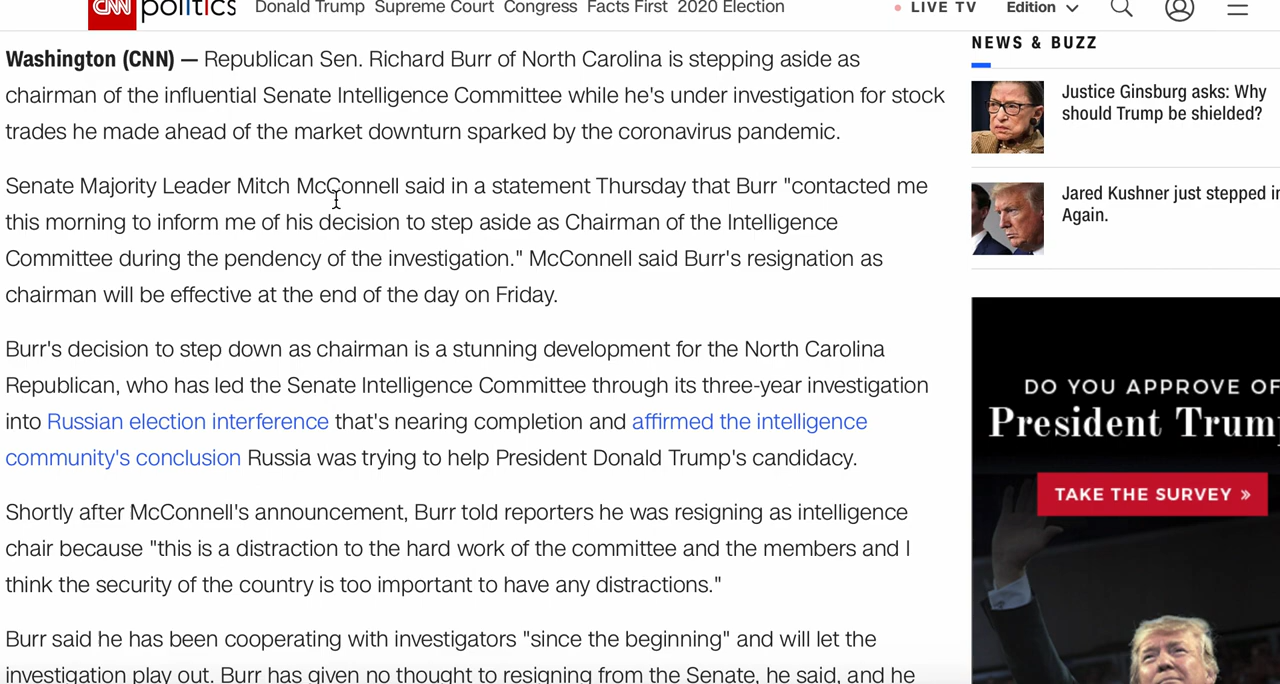 CNN politics Donald Trump Supreme Court Congress Facts First 2020 Election LIVE TV Edition
Washington (CNN) — Republican Sen. Richard Burr of North Carolina is stepping aside as
chairman of the influential Senate Intelligence Committee while he's under investigation for stock
trades he made ahead of the market downturn sparked by the coronavirus pandemic.
Senate Majority Leader Mitch McConnell said in a statement Thursday that Burr "contacted me
this morning to inform me of his decision to step aside as Chairman of the Intelligence
Committee during the pendency of the investigation." McConnell said Burr's resignation as
chairman will be effective at the end of the day on Friday.
Burr's decision to step down as chairman is a stunning development for the North Carolina
Republican, who has led the Senate Intelligence Committee through its three-year investigation
into Russian election interference that's nearing completion and affirmed the intelligence
community's conclusion Russia was trying to help President Donald Trump's candidacy.
Shortly after McConnell's announcement, Burr told reporters he was resigning as intelligence
chair because "this is a distraction to the hard work of the committee and the members and I
think the security of the country is too important to have any distractions."
Burr said he has been cooperating with investigators "since the beginning" and will let the
investigation play out. Burr has given no thought to resigning from the Senate, he said, and he
NEWS & BUZZ
Justice Ginsburg asks: Why
should Trump be shielded?
Jared Kushner just stepped in
Again.
DO YOU APPROVE OF
President Trum
TAKE THE SURVEY »